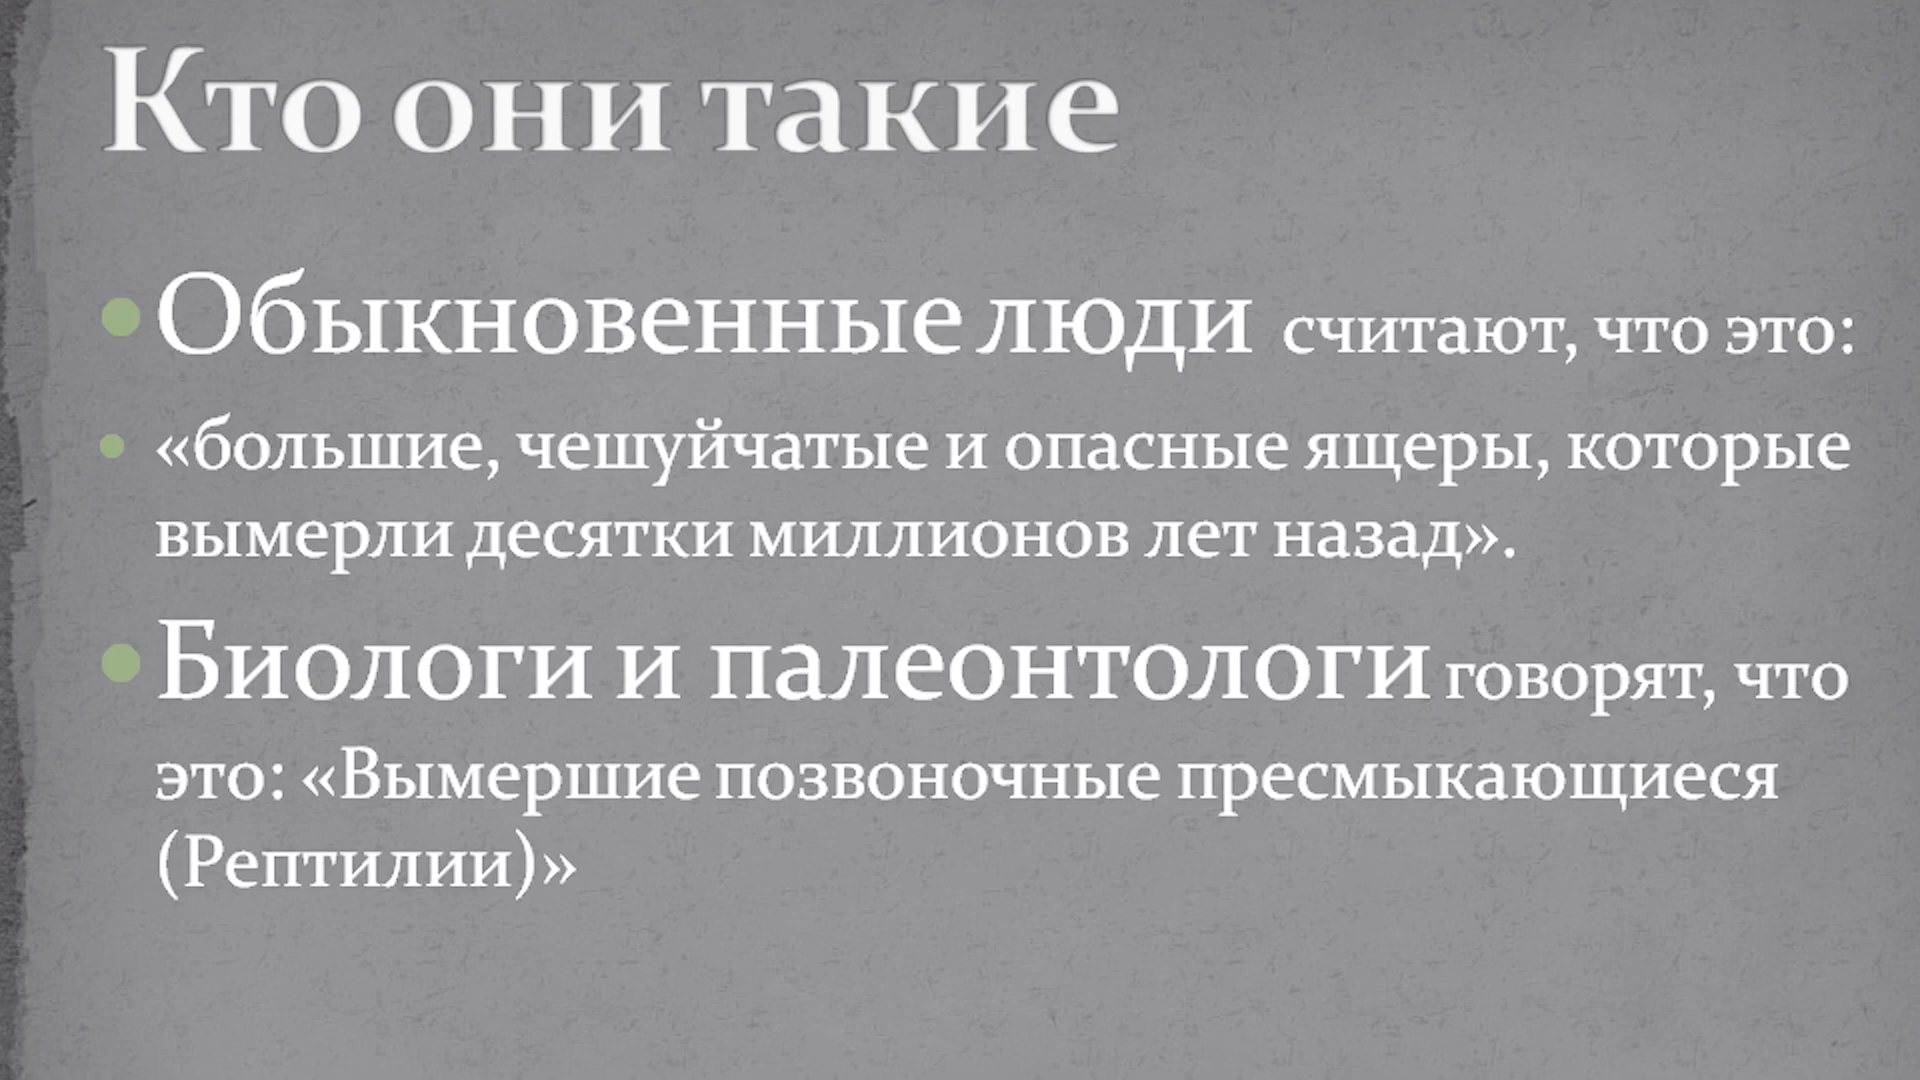 Кто они такие
Обыкновенные люди считают, что это:
«большие, чешуйчатые и опасные ящеры, которые
вымерли десятки миллионов лет назад».
Биологи и палеонтологи говорят, что
это: «Вымершие позвоночные пресмыкающиеся
(Рептилии)»